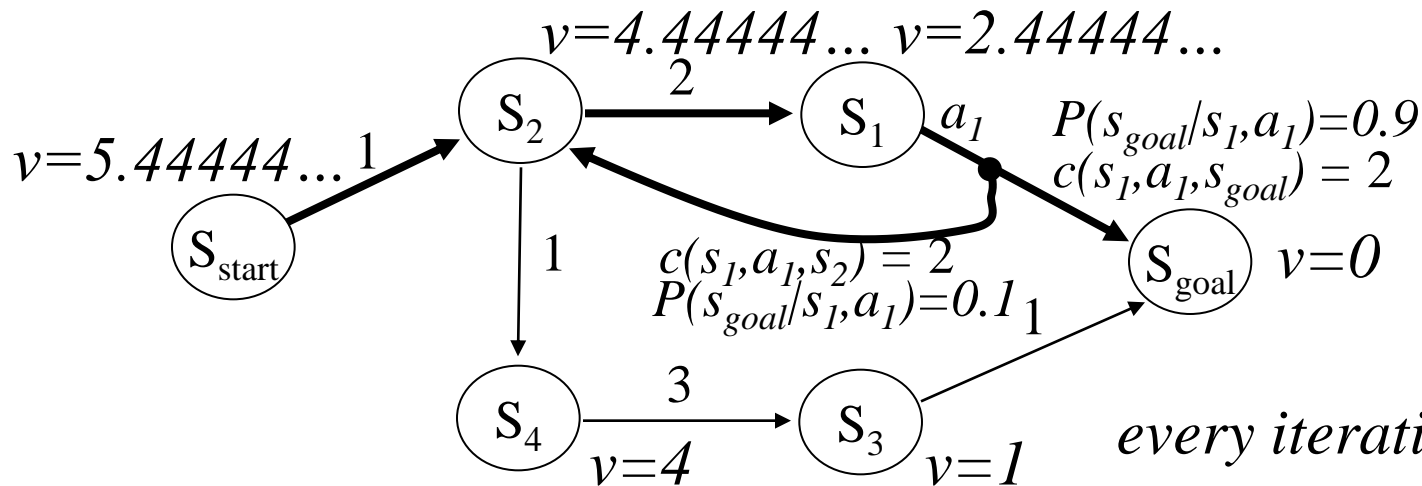 v=4.44444... v=2.44444...
2
S2
S1
a1
P(sgoal/s1,a1)=0.9
c(s1,a1,sgoal) = 2
v=5.44444... 1
Sstart
1
c(s1,a1,s2) = 2
P(sgoal/s1,a1)=0.1
1
Sgoal
v=0
3
S4
S3
v=4
v=1
every iterati